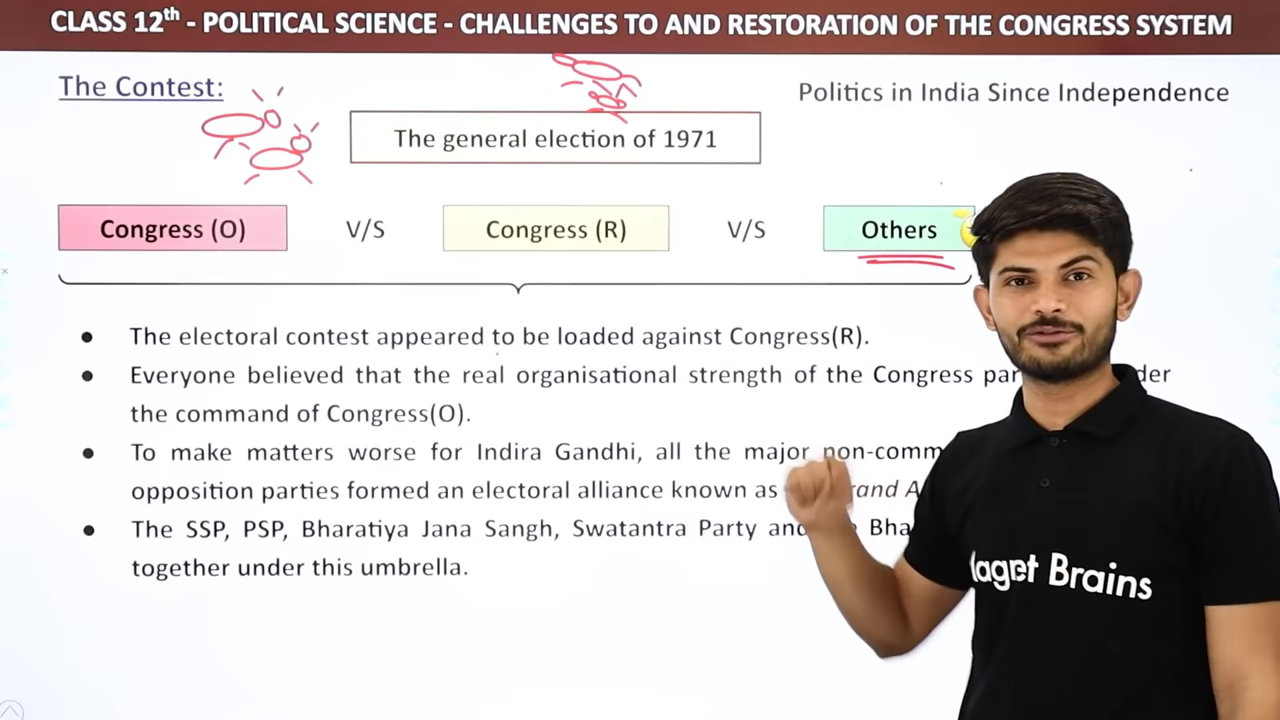 CLASS 12th - POLITICAL SCIENCE - CHALLENGES TO AND RESTORATION OF THE CONGRESS SYSTEM
The Contest:
Politics in India Since Independence
The general election of 1971
Congress (O) V/S Congress (R) V/S Others
• The electoral contest appeared to be loaded against Congress(R).
• Everyone believed that the real organisational strength of the Congress par der
the command of Congress(O).
• To make matters worse for Indira Gandhi, all the major non-comm
opposition parties formed an electoral alliance known as rand A
• The SSP, PSP, Bharatiya Jana Sangh, Swatantra Party and Bha
together under this umbrella.
Brains